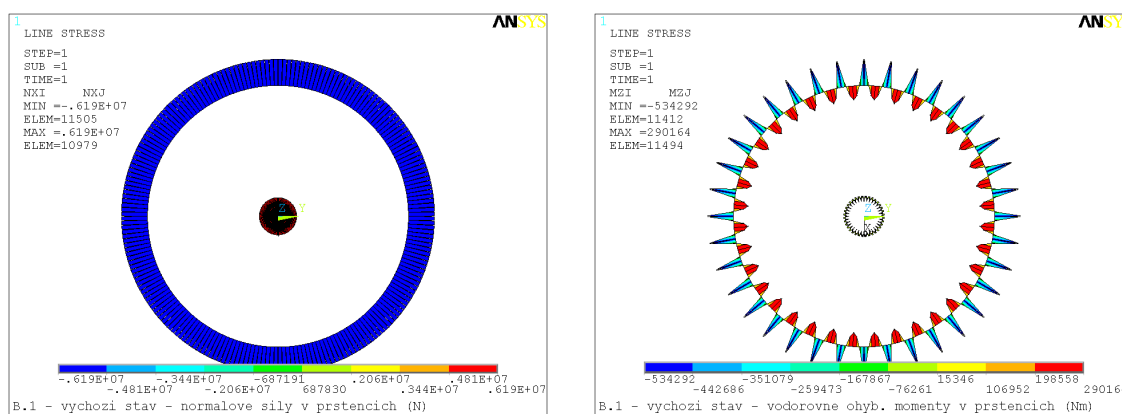 1
ANSYS
LINE STRESS
STEP=1
SUB =1
TIME=1
NXI NXJ
MIN =-.619E+07
ELEM=11505
MAX =.619E+07
ELEM=10979
Z Y
-.619E+07 -.344E+07 -687191 .206E+07 .481E+07
-.481E+07 -.206E+07 687830 .344E+07 .619E+07
B.1 - vychozi stav - normalove sily v prstencich (N)
1
ANSYS
LINE STRESS
STEP=1
SUB =1
TIME=1
MZI MZJ
MIN =-534292
ELEM=11412
MAX =290164
ELEM=11494
Z Y
X
-534292 -351079 -167867 15346 198558
-442686 -259473 -76261 106952 29016
B.1 - vychozi stav - vodorovne ohyb. momenty v prstencich (Nm)